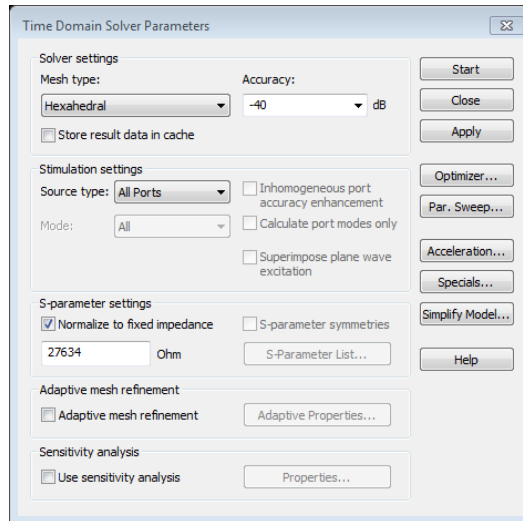 Time Domain Solver Parameters
Solver settings
Mesh type:
Accuracy:
Hexahedral
-40
dB
Store result data in cache
Stimulation settings
Source type:
All Ports
Inhomogeneous port
accuracy enhancement
Mode:
All
Calculate port modes only
Superimpose plane wave
excitation
S-parameter settings
Normalize to fixed impedance
S-parameter symmetries
27634
Ohm
S-Parameter List...
Adaptive mesh refinement
Adaptive mesh refinement
Adaptive Properties...
Sensitivity analysis
Use sensitivity analysis
Properties...
Start
Close
Apply
Optimizer...
Par. Sweep...
Acceleration...
Specials...
Simplify Model...
Help